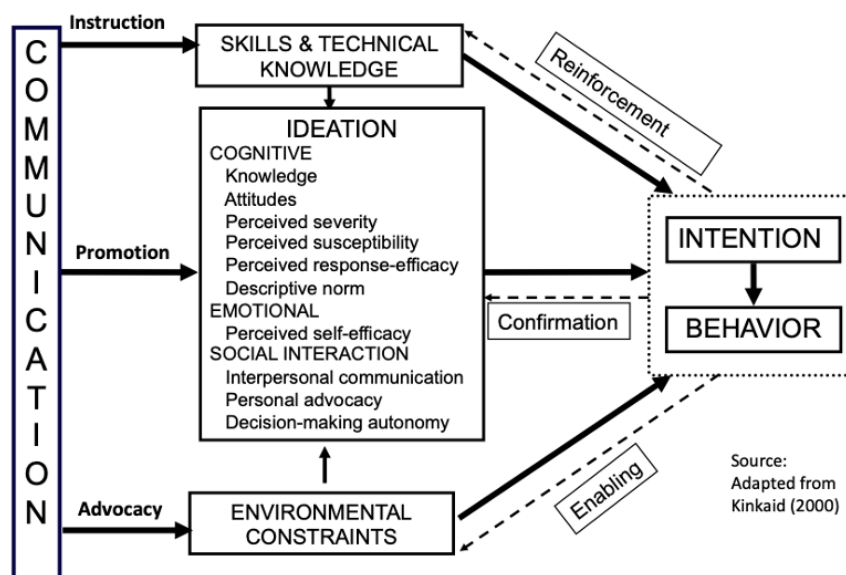 COMMUNICATION
Instruction
SKILLS & TECHNICAL
KNOWLEDGE
Reinforcement
IDEATION
COGNITIVE
Knowledge
Attitudes
Perceived severity
Perceived susceptibility
Perceived response-efficacy
Descriptive norm
EMOTIONAL
Perceived self-efficacy
SOCIAL INTERACTION
Interpersonal communication
Personal advocacy
Decision-making autonomy
Promotion
Confirmation
INTENTION
BEHAVIOR
Advocacy
ENVIRONMENTAL
CONSTRAINTS
Enabling
Source:
Adapted from
Kinkaid (2000)